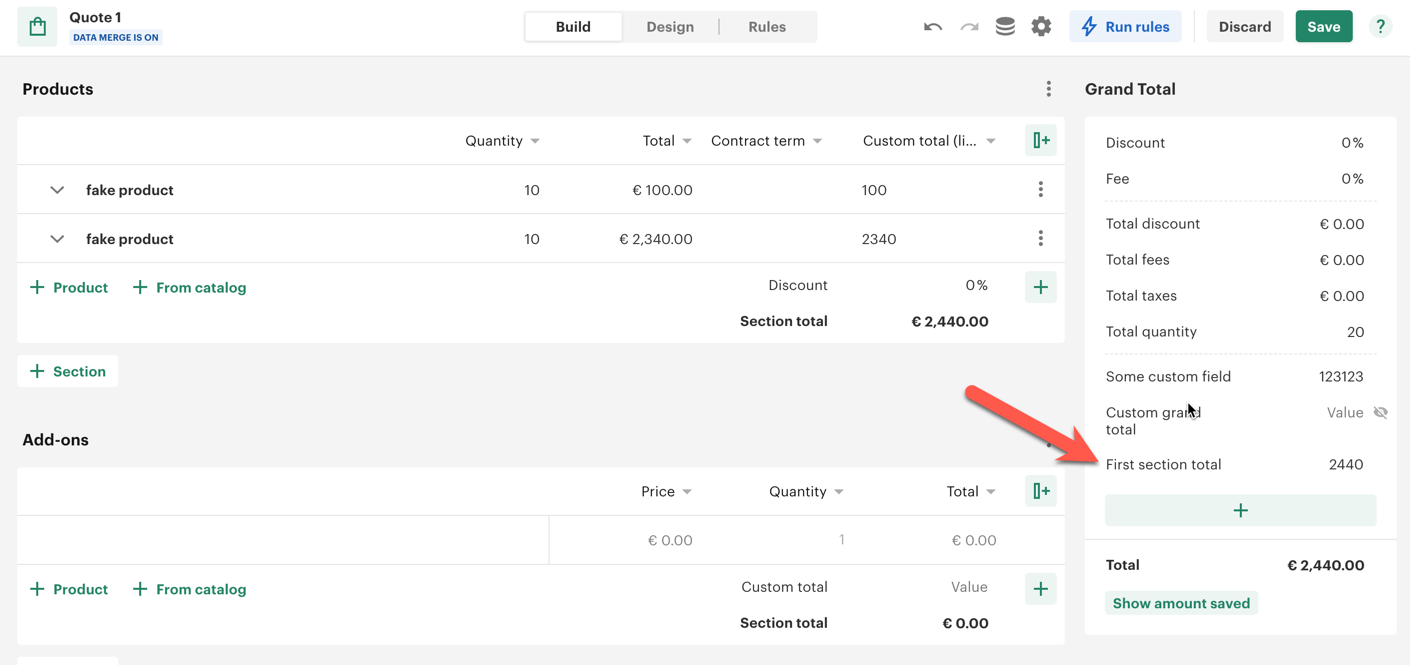 Quote 1
DATA MERGE IS ON
Build Design Rules
Run rules Discard Save ?
Products
Quantity Total Contract term Custom total (li...
fake product 10 € 100.00 100
fake product 10 € 2,340.00 2340
+ Product + From catalog Discount 0%
Section total € 2,440.00
+ Section
Add-ons
Price Quantity Total
€ 0.00 1 € 0.00
+ Product + From catalog Custom total Value
Section total € 0.00
Grand Total
Discount 0%
Fee 0%
Total discount € 0.00
Total fees € 0.00
Total taxes € 0.00
Total quantity 20
Some custom field 123123
Custom grand Value
total
First section total 2440
+
Total € 2,440.00
Show amount saved